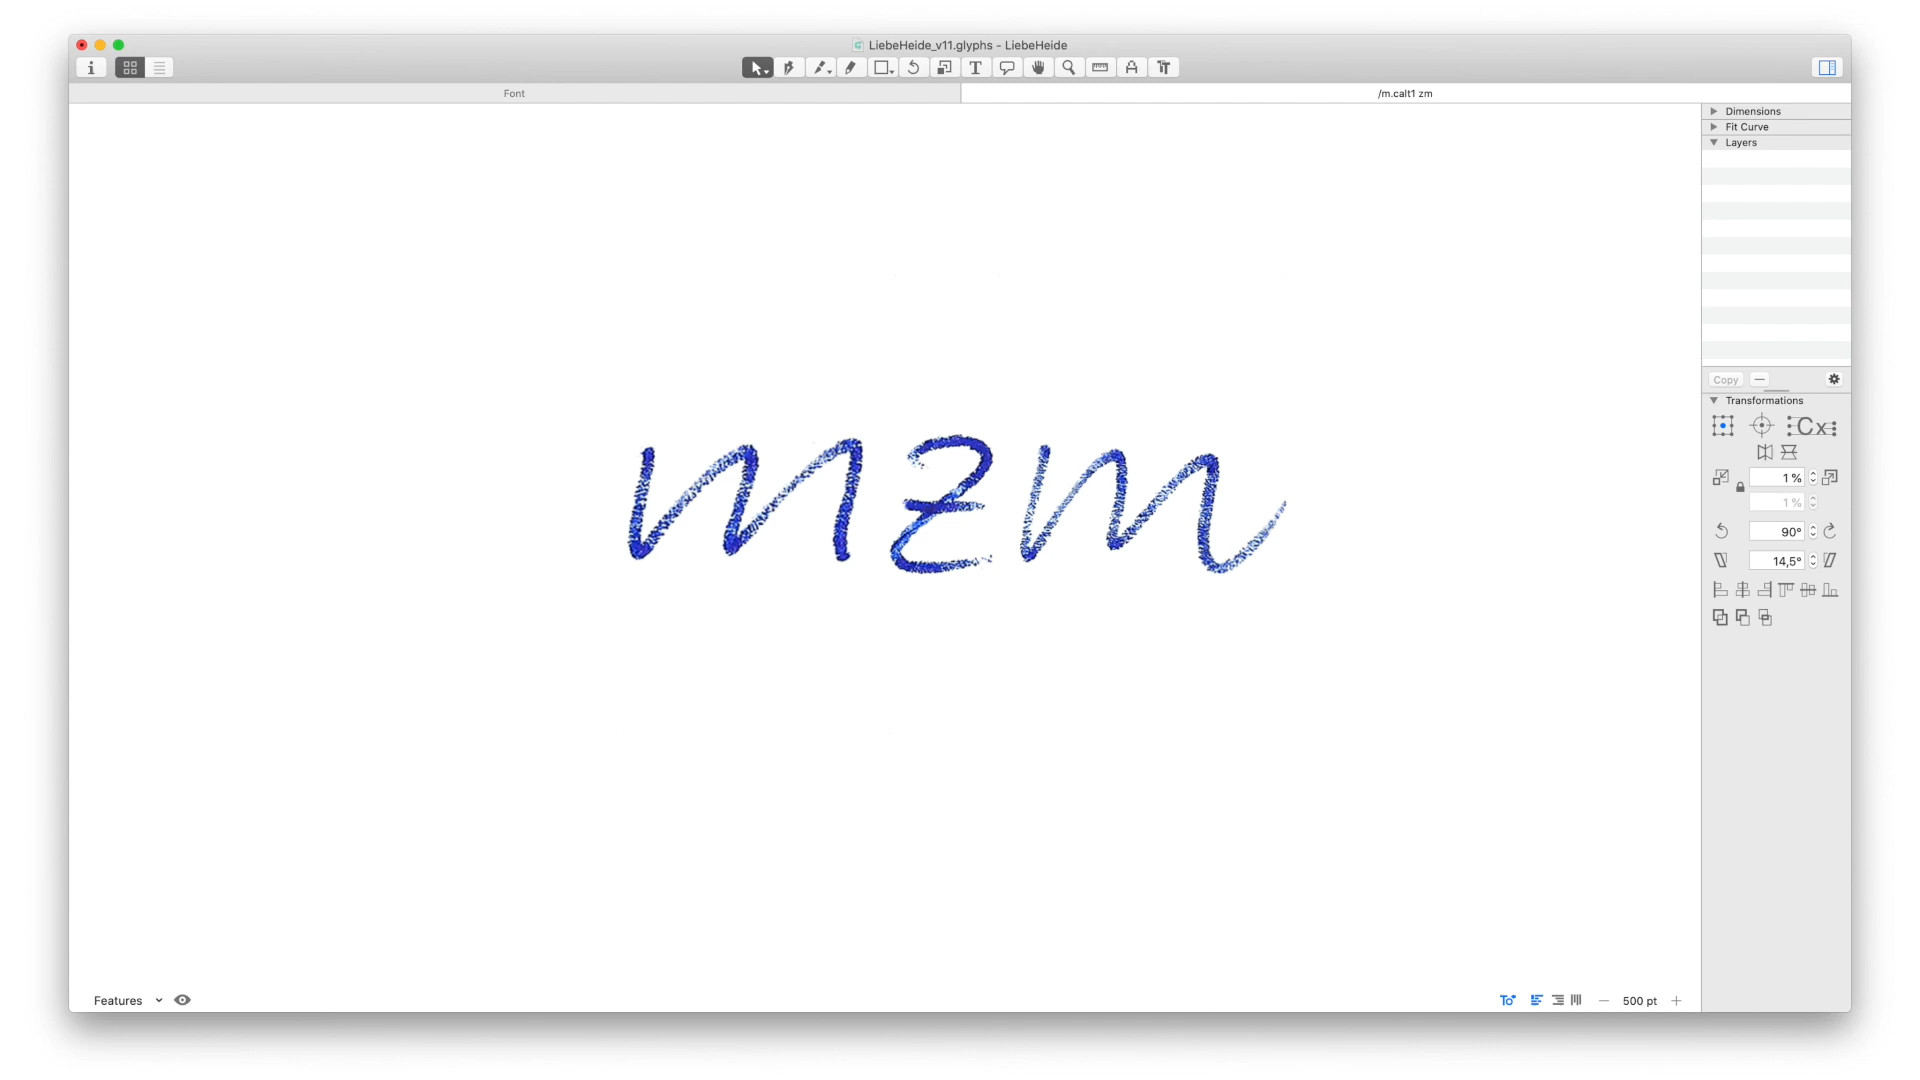 LiebeHeide_v11.glyphs - LiebeHeide
Font
/m.calt1 zm
Dimensions
Fit Curve
Layers
mzm
Copy
Transformations
1 %
1 %
90°
14,5°
Features
500 pt